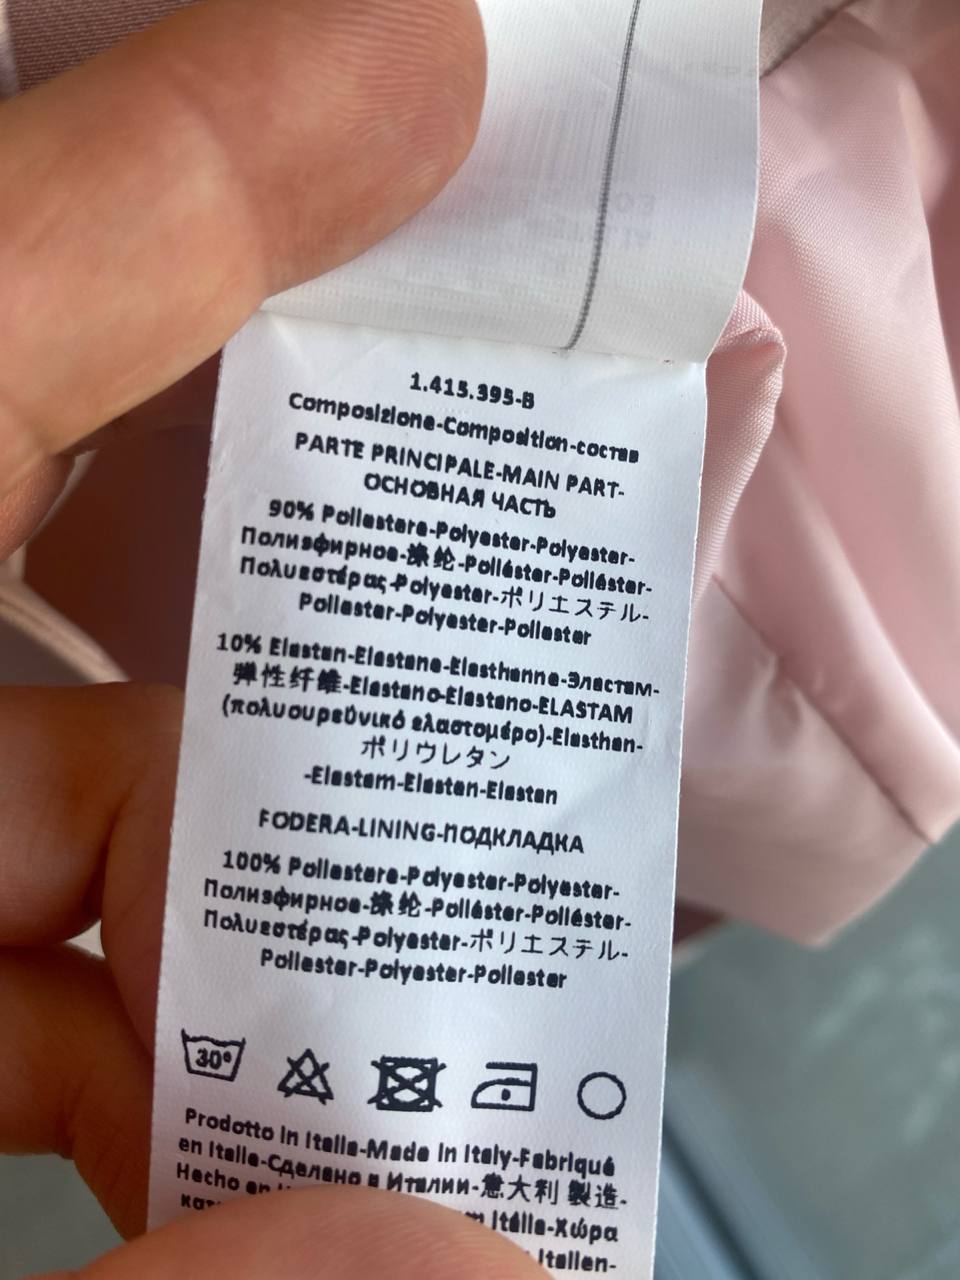 1.415.395-B
Composizione-Composition-состав
PARTE PRINCIPALE-MAIN PART-
ОСНОВНАЯ ЧАСТЬ
90% Poliestere-Polyester-Polyester-
Полиэфирное-涤纶-Poliéster-Poliéster-
Πολυεστέρας-Polyester-ポリエステル-
Poliester-Polyester-Poliester
10% Elastan-Elastane-Elasthanne-Эластам-
弹性纤维-Elastano-Elastano-ELASTAM
(πολυουρεθνικό ελαστομέρο)-Elasthan-
ポリウレタン
-Elastam-Elastan-Elastan
FODERA-LINING-ПОДКЛАДКА
100% Poliestere-Polyester-Polyester-
Полиэфирное-涤纶-Poliéster-Poliéster-
Πολυεστέρας-Polyester-ポリエステル-
Poliester-Polyester-Poliester
30°
Prodotto in Italia-Made in Italy-Fabriqué
en Italie-Сделано в Италии-意大利 製造-
Hecho en Itália-Χώρα
κατ Italien-